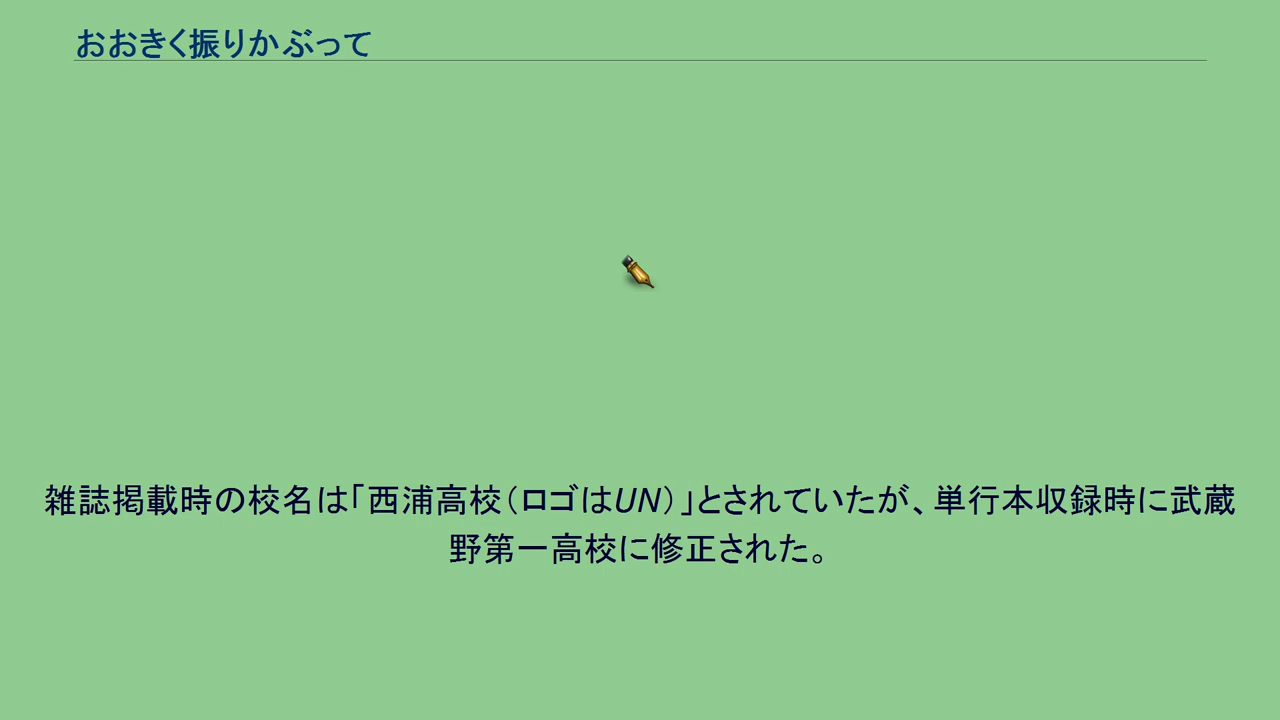 おおきく振りかぶって
雑誌掲載時の校名は「西浦高校（ロゴはUN）」とされていたが、単行本収録時に武蔵
野第一高校に修正された。